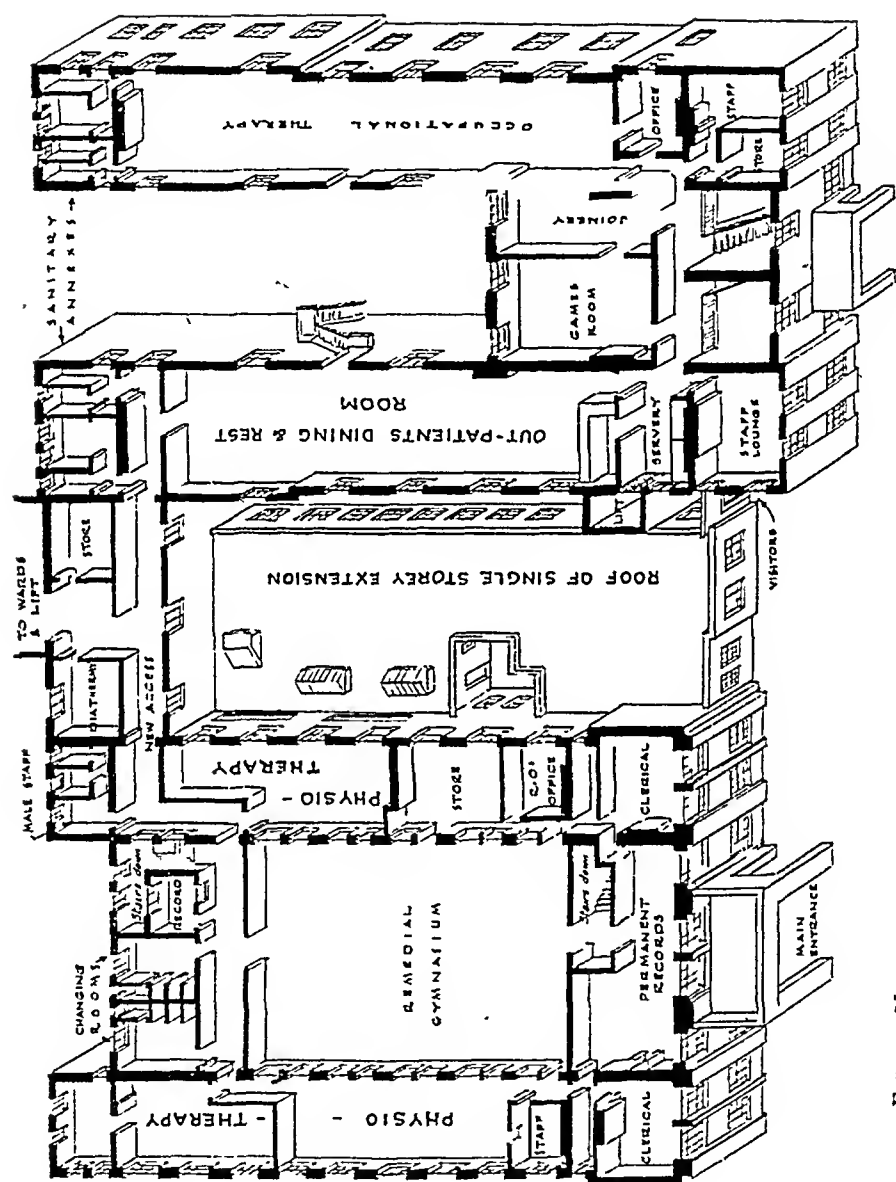 SANITARY
ANNEXES
TO WARDS
& LIFT
MALE STAFF
CHANGING
ROOMS
OCCUPATIONAL
THERAPY
OFFICE
STAFF
STORE
JOINERY
GAMES
ROOM
OUT-PATIENTS DINING & REST
ROOM
SERVERY
STAFF
LOUNGE
STORE
ROOF OF SINGLE STOREY EXTENSION
VISITORS
DIATHERMY
NEW ACCESS
PHYSIO -
THERAPY
STORE
R.O'
OFFICE
CLERICAL
Stairs down
RECORD
REMEDIAL
GYMNASIUM
Stairs down
PERMANENT
RECORDS
MAIN
ENTRANCE
PHYSIO -
- THERAPY -
STAFF
CLERICAL